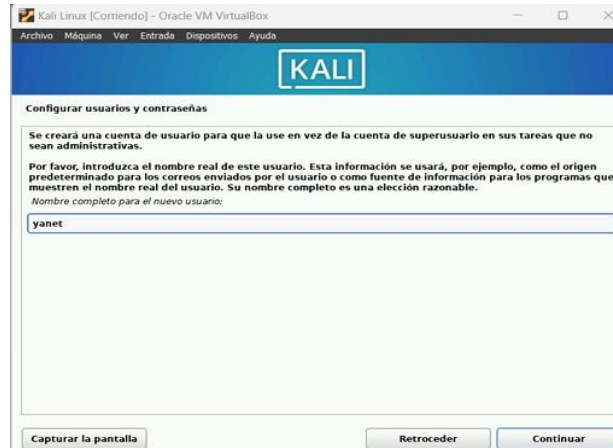 Kali Linux [Corriendo] - Oracle VM VirtualBox
Archivo Máquina Ver Entrada Dispositivos Ayuda
KALI
Configurar usuarios y contraseñas
Se creará una cuenta de usuario para que la use en vez de la cuenta de superusuario en sus tareas que no
sean administrativas.
Por favor, introduzca el nombre real de este usuario. Esta información se usará, por ejemplo, como el origen
predeterminado para los correos enviados por el usuario o como fuente de información para los programas que
muestren el nombre real del usuario. Su nombre completo es una elección razonable.
Nombre completo para el nuevo usuario:
yanet
Capturar la pantalla
Retroceder
Continuar